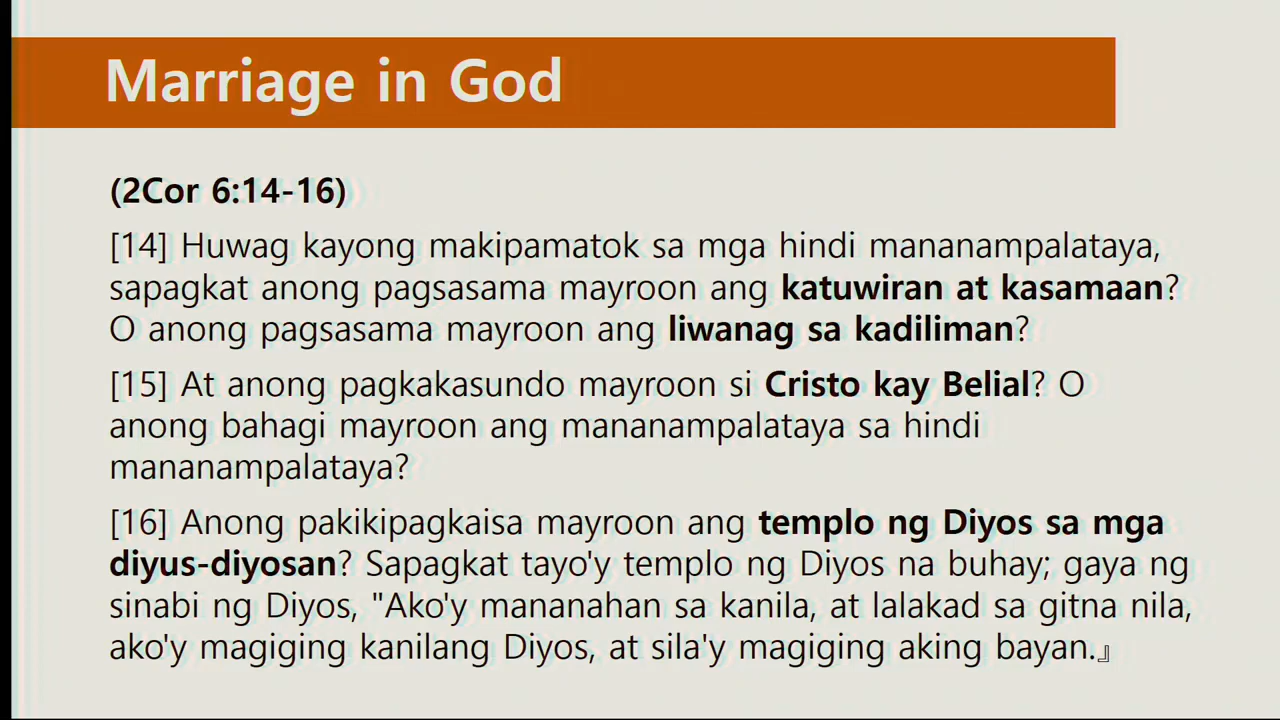 Marriage in God
(2Cor 6:14-16)
[14] Huwag kayong makipamatok sa mga hindi mananampalataya,
sapagkat anong pagsasama mayroon ang katuwiran at kasamaan?
O anong pagsasama mayroon ang liwanag sa kadiliman?
[15] At anong pagkakasundo mayroon si Cristo kay Belial? O
anong bahagi mayroon ang mananampalataya sa hindi
mananampalataya?
[16] Anong pakikipagkaisa mayroon ang templo ng Diyos sa mga
diyus-diyosan? Sapagkat tayo'y templo ng Diyos na buhay; gaya ng
sinabi ng Diyos, "Ako'y mananahan sa kanila, at lalakad sa gitna nila,
ako'y magiging kanilang Diyos, at sila'y magiging aking bayan.』